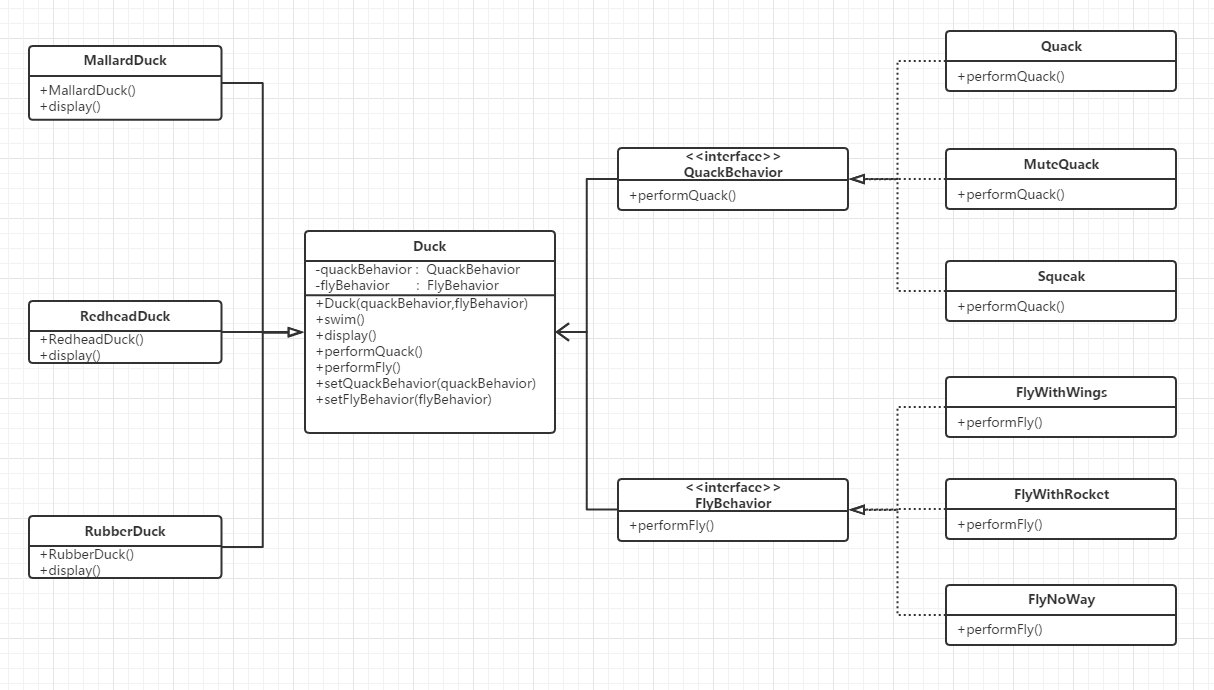 MallardDuck
+MallardDuck()
+display()
RedheadDuck
+RedheadDuck()
+display()
RubberDuck
+RubberDuck()
+display()
Duck
-quackBehavior : QuackBehavior
-flyBehavior : FlyBehavior
+Duck(quackBehavior,flyBehavior)
+swim()
+display()
+performQuack()
+performFly()
+setQuackBehavior(quackBehavior)
+setFlyBehavior(flyBehavior)
<<interface>>
QuackBehavior
+performQuack()
<<interface>>
FlyBehavior
+performFly()
Quack
+performQuack()
MuteQuack
+performQuack()
Squeak
+performQuack()
FlyWithWings
+performFly()
FlyWithRocket
+performFly()
FlyNoWay
+performFly()